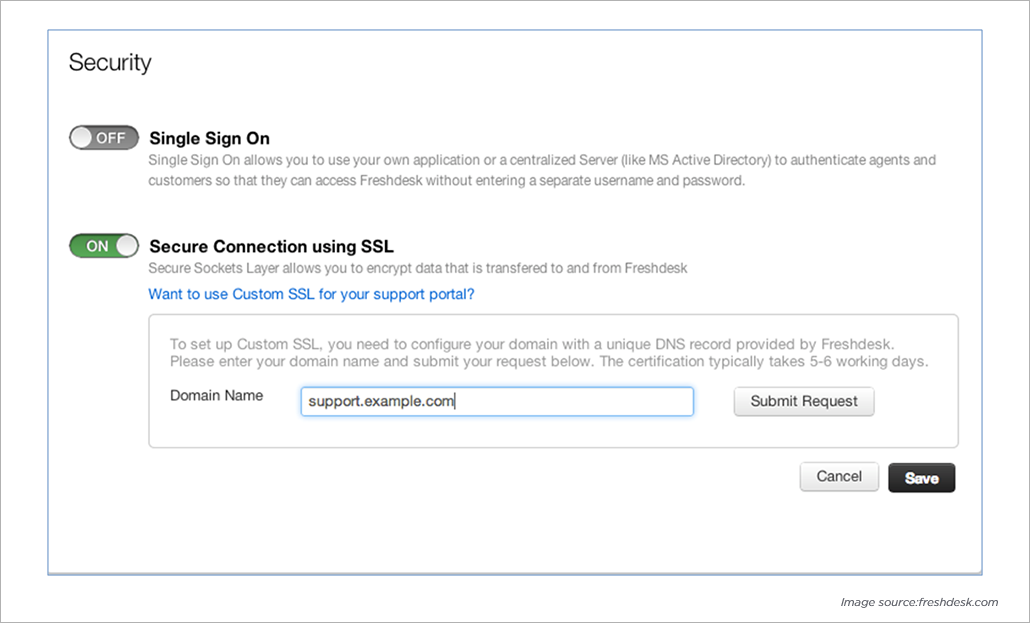 Security
OFF
Single Sign On
Single Sign On allows you to use your own application or a centralized Server (like MS Active Directory) to authenticate agents and
customers so that they can access Freshdesk without entering a separate username and password.
ON
Secure Connection using SSL
Secure Sockets Layer allows you to encrypt data that is transfered to and from Freshdesk
Want to use Custom SSL for your support portal?
To set up Custom SSL, you need to configure your domain with a unique DNS record provided by Freshdesk.
Please enter your domain name and submit your request below. The certification typically takes 5-6 working days.
Domain Name
support.example.com
Submit Request
Cancel
Save
Image source:freshdesk.com